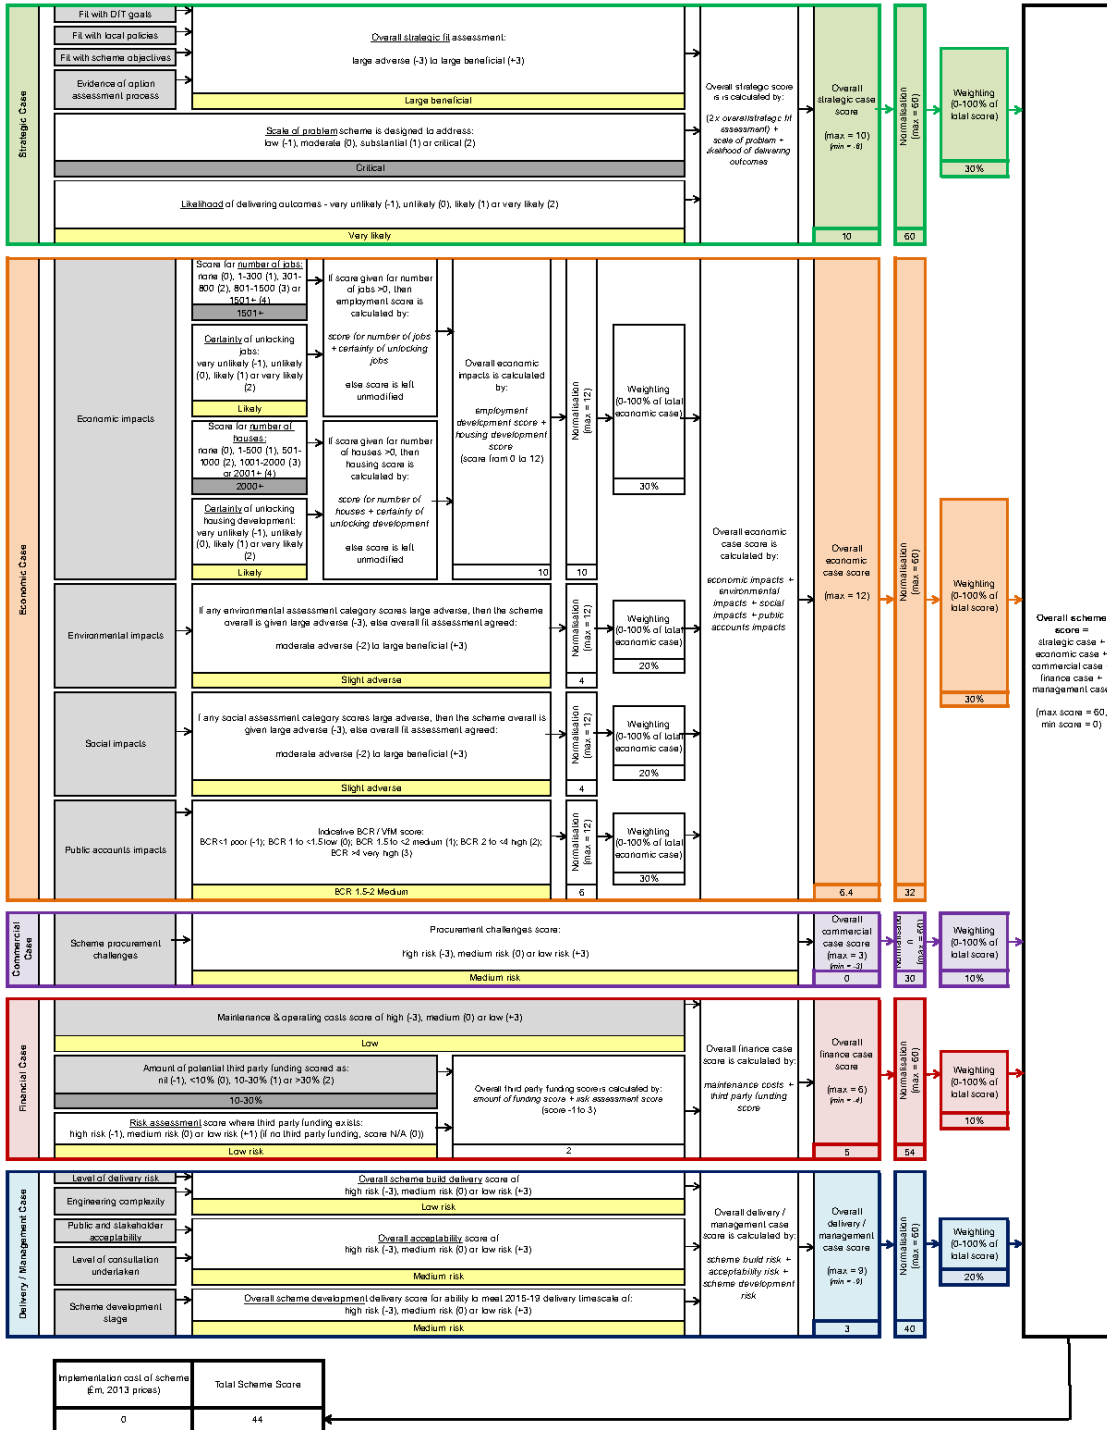 Strategic Case
Fit with DfT goals
Fit with local policies
Fit with scheme objectives
Evidence of option
assessment process
Overall strategic fit assessment:
large adverse (-3) to large beneficial (+3)
Large beneficial
Scale of problem scheme is designed to address:
low (-1), moderate (0), substantial (1) or critical (2)
Critical
Likelihood of delivering outcomes - very unlikely (-1), unlikely (0), likely (1) or very likely (2)
Very likely
Overall strategic score
is is calculated by:
(2 x overall strategic fit
assessment) +
scale of problem +
likelihood of delivering
outcomes
Overall
strategic case
score
(max = 10)
(min = -8)
10
Normalisation
(max = 60)
60
Weighting
(0-100% of
total score)
30%
Economic Case
Economic impacts
Score for number of jobs:
none (0), 1-300 (1), 301-
800 (2), 801-1500 (3) or
1501+ (4)
1501+
Certainty of unlocking
jobs:
very unlikely (-1), unlikely
(0), likely (1) or very likely
(2)
Likely
Score for number of
houses:
none (0), 1-500 (1), 501-
1000 (2), 1001-2000 (3)
or 2001+ (4)
2000+
Certainty of unlocking
housing development:
very unlikely (-1), unlikely
(0), likely (1) or very likely
(2)
Likely
If score given for number
of jobs >0, then
employment score is
calculated by:
score for number of jobs
+ certainty of unlocking
jobs
else score is left
unmodified
If score given for number
of houses >0, then
housing score is
calculated by:
score for number of
houses + certainty of
unlocking development
else score is left
unmodified
Overall economic
impacts is calculated
by:
employment
development score +
housing development
score
(score from 0 to 12)
10
Normalisation
(max = 12)
10
Weighting
(0-100% of total
economic case)
30%
Environmental impacts
If any environmental assessment category scores large adverse, then the scheme
overall is given large adverse (-3), else overall fit assessment agreed:
moderate adverse (-2) to large beneficial (+3)
Slight adverse
Normalisation
(max = 12)
4
Weighting
(0-100% of total
economic case)
20%
Social impacts
If any social assessment category scores large adverse, then the scheme overall is
given large adverse (-3), else overall fit assessment agreed:
moderate adverse (-2) to large beneficial (+3)
Slight adverse
Normalisation
(max = 12)
4
Weighting
(0-100% of total
economic case)
20%
Public accounts impacts
Indicative BCR / VfM score:
BCR<1 poor (-1); BCR 1 to <1.5 low (0); BCR 1.5 to <2 medium (1); BCR 2 to <4 high (2);
BCR >4 very high (3)
BCR 1.5-2 Medium
Normalisation
(max = 12)
6
Weighting
(0-100% of total
economic case)
30%
Overall economic
case score is
calculated by:
economic impacts +
environmental
impacts + social
impacts + public
accounts impacts
Overall
economic
case score
(max = 12)
6.4
Normalisation
(max = 60)
32
Weighting
(0-100% of
total score)
30%
Commercial
Case
Scheme procurement
challenges
Procurement challenges score:
high risk (-3), medium risk (0) or low risk (+3)
Medium risk
Overall
commercial
case score
(max = 3)
(min = -3)
0
Normalisatio
n
(max = 60)
30
Weighting
(0-100% of
total score)
10%
Financial Case
Maintenance & operating costs score of high (-3), medium (0) or low (+3)
Low
Amount of potential third party funding scored as:
nil (-1), <10% (0), 10-30% (1) or >30% (2)
10-30%
Risk assessment score where third party funding exists:
high risk (-1), medium risk (0) or low risk (+1) (if no third party funding, score N/A (0))
Low risk
Overall third party funding scoreris calculated by:
amount of funding score + risk assessment score
(score -1 to 3)
2
Overall finance case
score is calculated by:
maintenance costs +
third party funding
score
Overall
finance case
score
(max = 6)
(min = -4)
5
Normalisation
(max = 60)
54
Weighting
(0-100% of
total score)
10%
Delivery / Management Case
Level of delivery risk
Engineering complexity
Public and stakeholder
acceptability
Level of consultation
undertaken
Scheme development
stage
Overall scheme build delivery score of
high risk (-3), medium risk (0) or low risk (+3)
Low risk
Overall acceptability score of
high risk (-3), medium risk (0) or low risk (+3)
Medium risk
Overall scheme development delivery score for ability to meet 2015-19 delivery timescale of:
high risk (-3), medium risk (0) or low risk (+3)
Medium risk
Overall delivery /
management case
score is calculated by:
scheme build risk +
acceptability risk +
scheme development
risk
Overall
delivery /
management
case score
(max = 9)
(min = -9)
3
Normalisation
(max = 60)
40
Weighting
(0-100% of
total score)
20%
Overall scheme
score =
strategic case +
economic case +
commercial case
finance case +
management case
(max score = 60,
min score = 0)
Implementation cost of scheme
(£m, 2013 prices)
Total Scheme Score
0
44